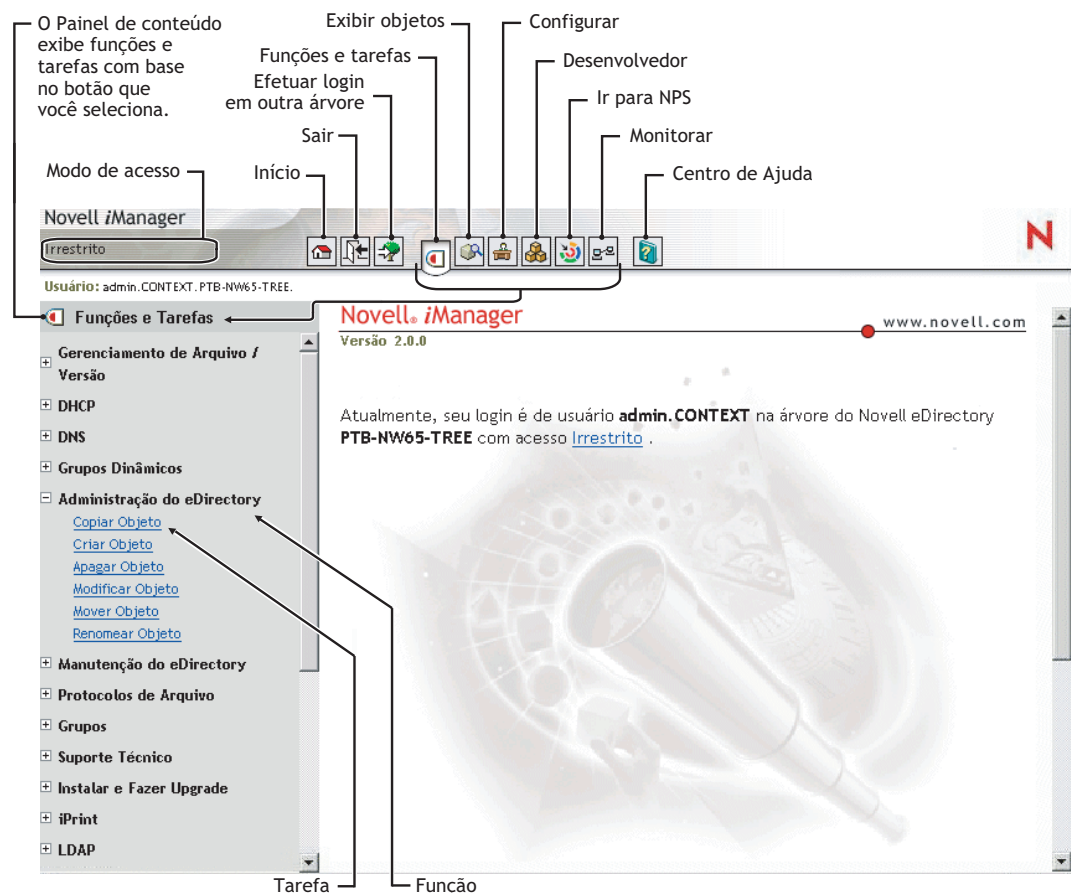 O Painel de conteúdo
exibe funções e
tarefas com base
no botão que
você seleciona.
Exibir objetos
Configurar
Funções e tarefas
Desenvolvedor
Efetuar login
em outra árvore
Ir para NPS
Sair
Monitorar
Modo de acesso
Início
Centro de Ajuda
Novell iManager
Irrestrito
N
Usuário: admin.CONTEXT.PTB-NW65-TREE.
Funções e Tarefas
Novell® iManager
www.novell.com
Versão 2.0.0
Gerenciamento de Arquivo /
Versão
DHCP
DNS
Grupos Dinâmicos
Administração do eDirectory
Copiar Objeto
Criar Objeto
Apagar Objeto
Modificar Objeto
Mover Objeto
Renomear Objeto
Manutenção do eDirectory
Protocolos de Arquivo
Grupos
Suporte Técnico
Instalar e Fazer Upgrade
iPrint
LDAP
Atualmente, seu login é de usuário admin.CONTEXT na árvore do Novell eDirectory
PTB-NW65-TREE com acesso Irrestrito .
Tarefa
Funcão